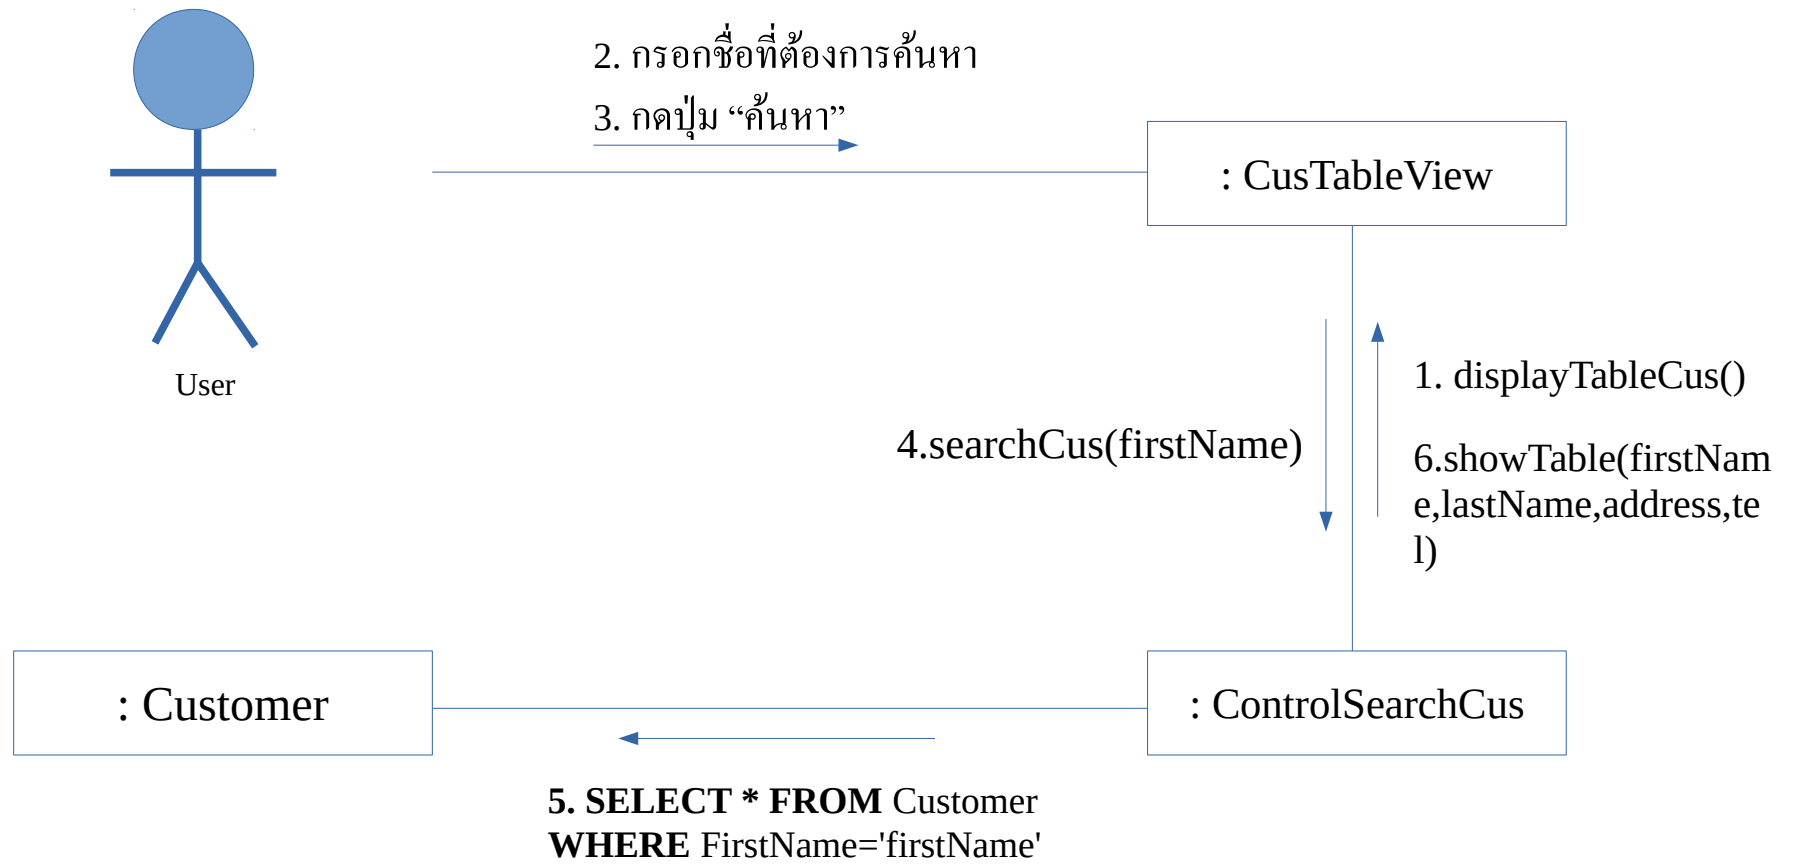 2. กรอกชื่อที่ต้องการค้นหา
3. กดปุ่ม “ค้นหา”
: CusTableView
User
1. displayTableCus()
4.searchCus(firstName)
6.showTable(firstNam
e,lastName,address,te
l)
: Customer
: ControlSearchCus
5. SELECT * FROM Customer
WHERE FirstName='firstName'